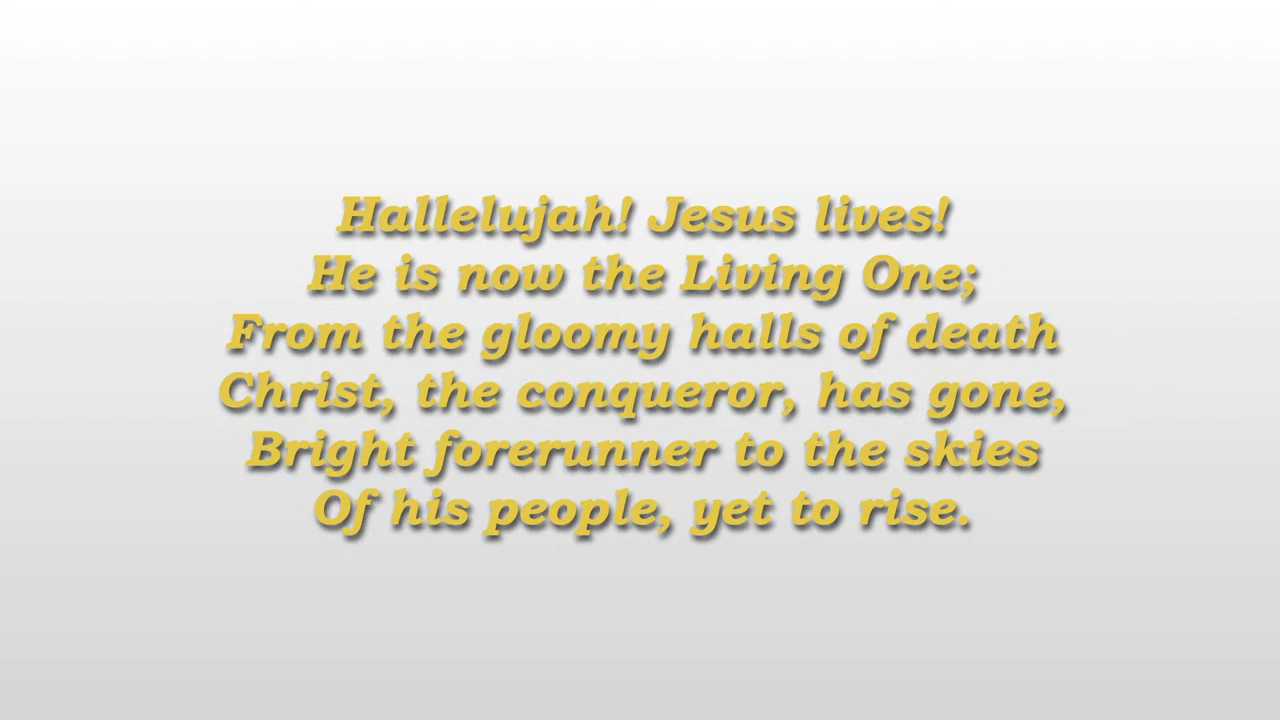 Hallelujah! Jesus lives!
He is now the Living One;
From the gloomy halls of death
Christ, the conqueror, has gone,
Bright forerunner to the skies
Of his people, yet to rise.